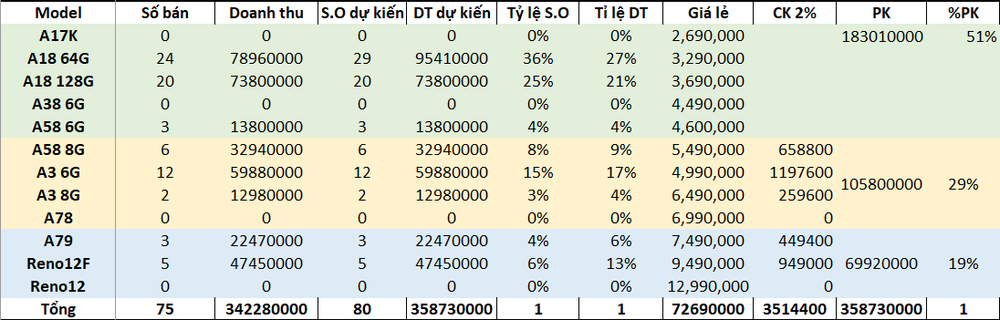 Model Số bán Doanh thu S.O dự kiến DT dự kiến Tỷ lệ S.O Tỉ lệ DT Giá lẻ CK 2% PK %PK
A17K 0 0 0 0 0% 0% 2,690,000 183010000 51%
A18 64G 24 78960000 29 95410000 36% 27% 3,290,000
A18 128G 20 73800000 20 73800000 25% 21% 3,690,000
A38 6G 0 0 0 0 0% 0% 4,490,000
A58 6G 3 13800000 3 13800000 4% 4% 4,600,000
A58 8G 6 32940000 6 32940000 8% 9% 5,490,000 658800
A3 6G 12 59880000 12 59880000 15% 17% 4,990,000 1197600
105800000 29%
A3 8G 2 12980000 2 12980000 3% 4% 6,490,000 259600
A78 0 0 0 0 0% 0% 6,990,000 0
A79 3 22470000 3 22470000 4% 6% 7,490,000 449400
Reno12F 5 47450000 5 47450000 6% 13% 9,490,000 949000 69920000 19%
Reno12 0 0 0 0 0% 0% 12,990,000 0
Tổng 75 342280000 80 358730000 1 1 72690000 3514400 358730000 1